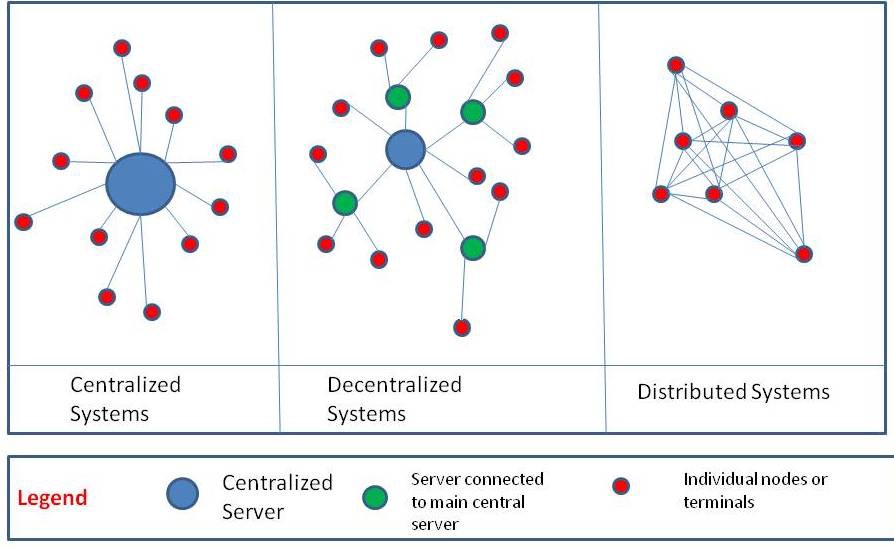 Centralized
Systems
Decentralized
Systems
Distributed Systems
Legend
Centralized
Server
Server connected
to main central
server
Individual nodes or
terminals